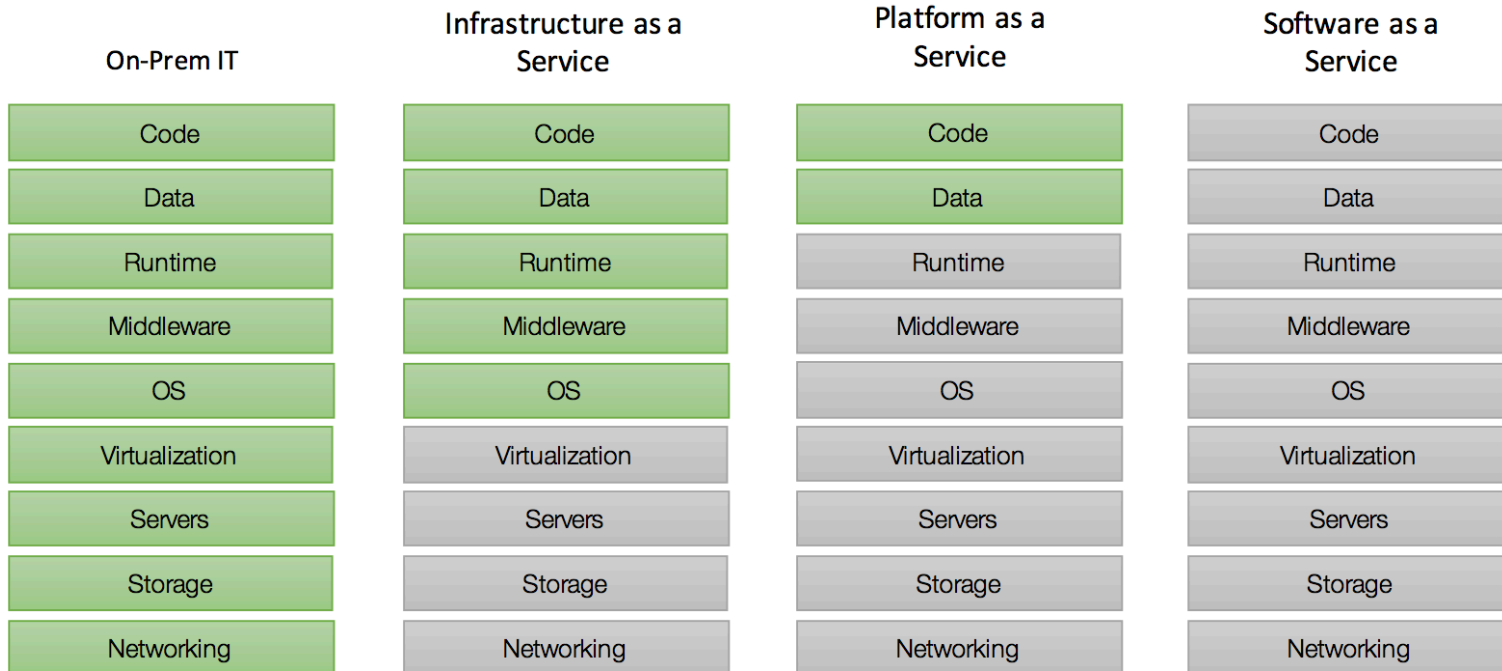 On-Prem IT
Infrastructure as a
Service
Platform as a
Service
Software as a
Service
Code
Code
Code
Code
Data
Data
Data
Data
Runtime
Runtime
Runtime
Runtime
Middleware
Middleware
Middleware
Middleware
OS
OS
OS
OS
Virtualization
Virtualization
Virtualization
Virtualization
Servers
Servers
Servers
Servers
Storage
Storage
Storage
Storage
Networking
Networking
Networking
Networking